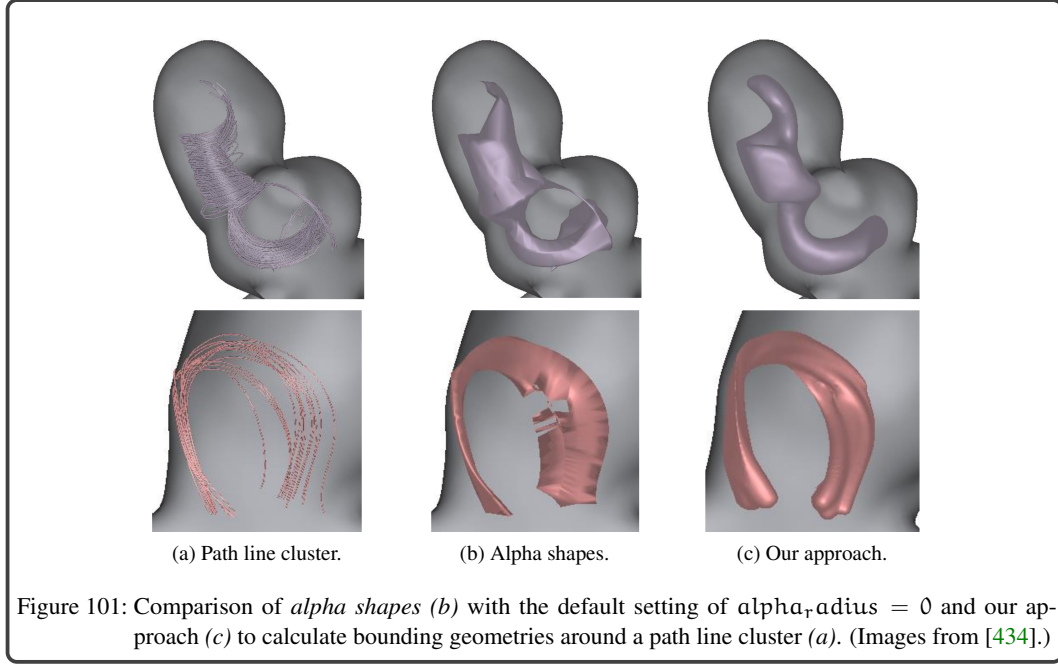 (a) Path line cluster.
(b) Alpha shapes.
(c) Our approach.
Figure 101: Comparison of alpha shapes (b) with the default setting of alphaᵣadius = 0 and our ap-
proach (c) to calculate bounding geometries around a path line cluster (a). (Images from [434].)